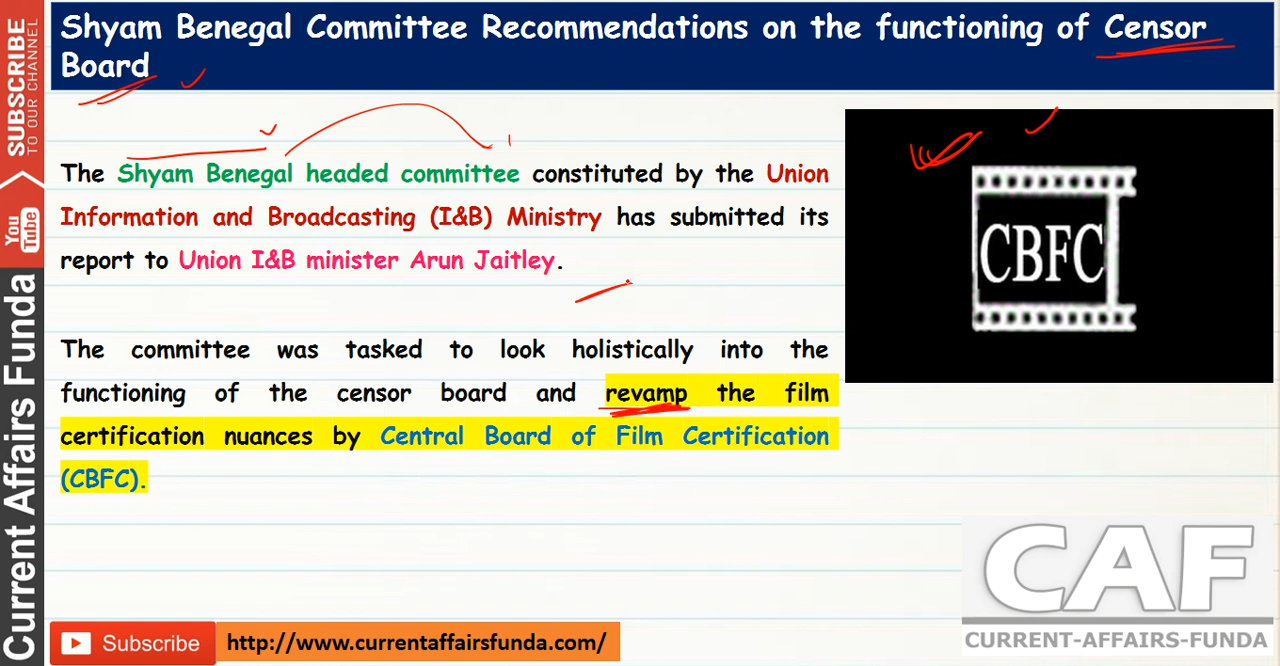 Shyam Benegal Committee Recommendations on the functioning of Censor
Board
The Shyam Benegal headed committee constituted by the Union
Information and Broadcasting (I&B) Ministry has submitted its
report to Union I&B minister Arun Jaitley.
The committee was tasked to look holistically into the
functioning of the censor board and revamp the film
certification nuances by Central Board of Film Certification
(CBFC).
CBFC
SUBSCRIBE
TO OUR CHANNEL
You
Tube
Current Affairs Funda
CAF
CURRENT-AFFAIRS-FUNDA
Subscribe
http://www.currentaffairsfunda.com/